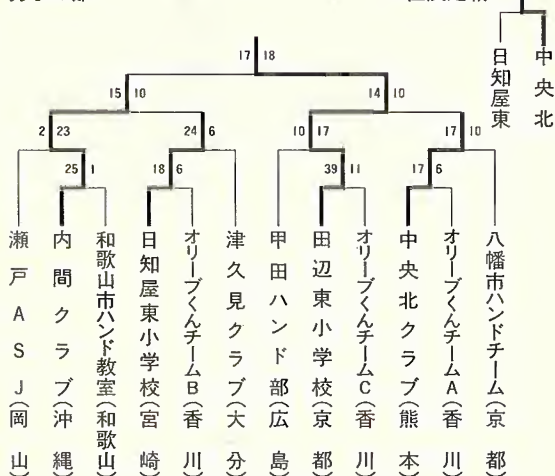 日知屋東
中央北
17 18
15 10
14 10
2 23
24 6
10 17
17 10
25 1
18 6
39 11
17 6
瀬戸ASJ(岡山)
内間クラブ(沖縄)
和歌山市ハンド教室(和歌山)
日知屋東小学校(宮崎)
オリーブくんチームB(香川)
津久見クラブ(大分)
甲田ハンド部(広島)
田辺東小学校(京都)
オリーブくんチームC(香川)
中央北クラブ(熊本)
オリーブくんチームA(香川)
八幡市ハンドチーム(京都)